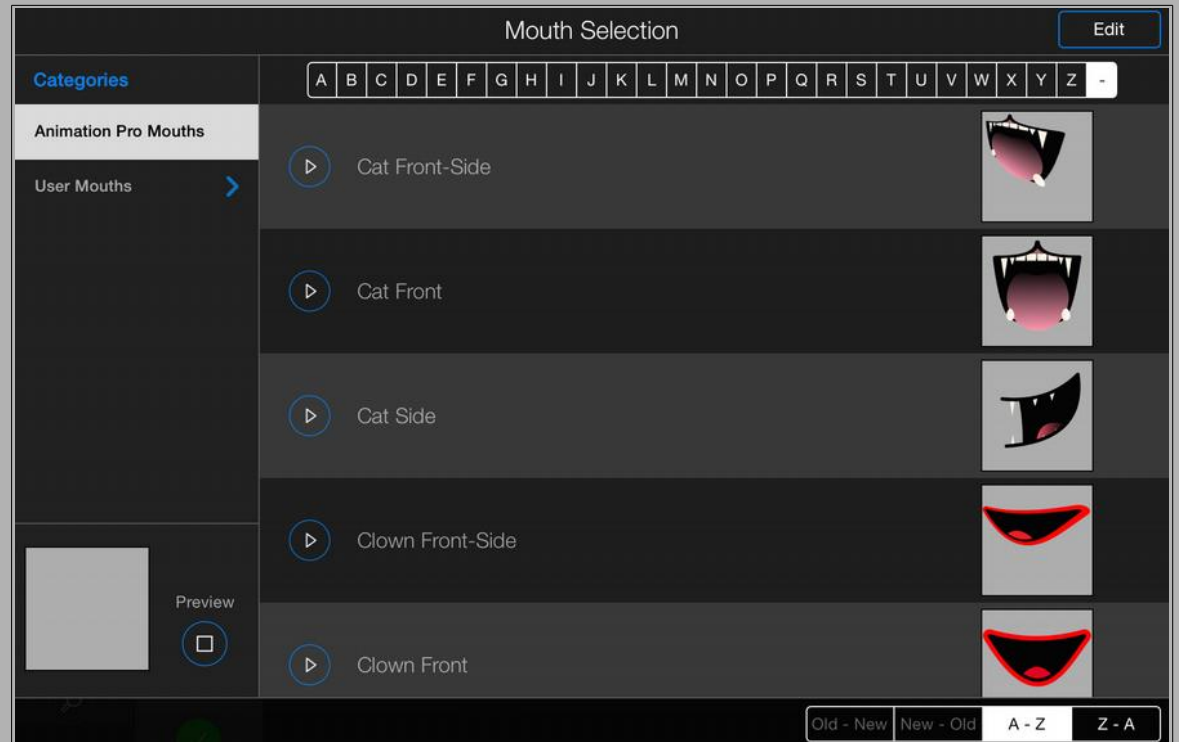 Mouth Selection
Edit
Categories
A B C D E F G H I J K L M N O P Q R S T U V W X Y Z -
Animation Pro Mouths
User Mouths
Cat Front-Side
Cat Front
Cat Side
Clown Front-Side
Clown Front
Preview
Old - New New - Old A - Z Z - A